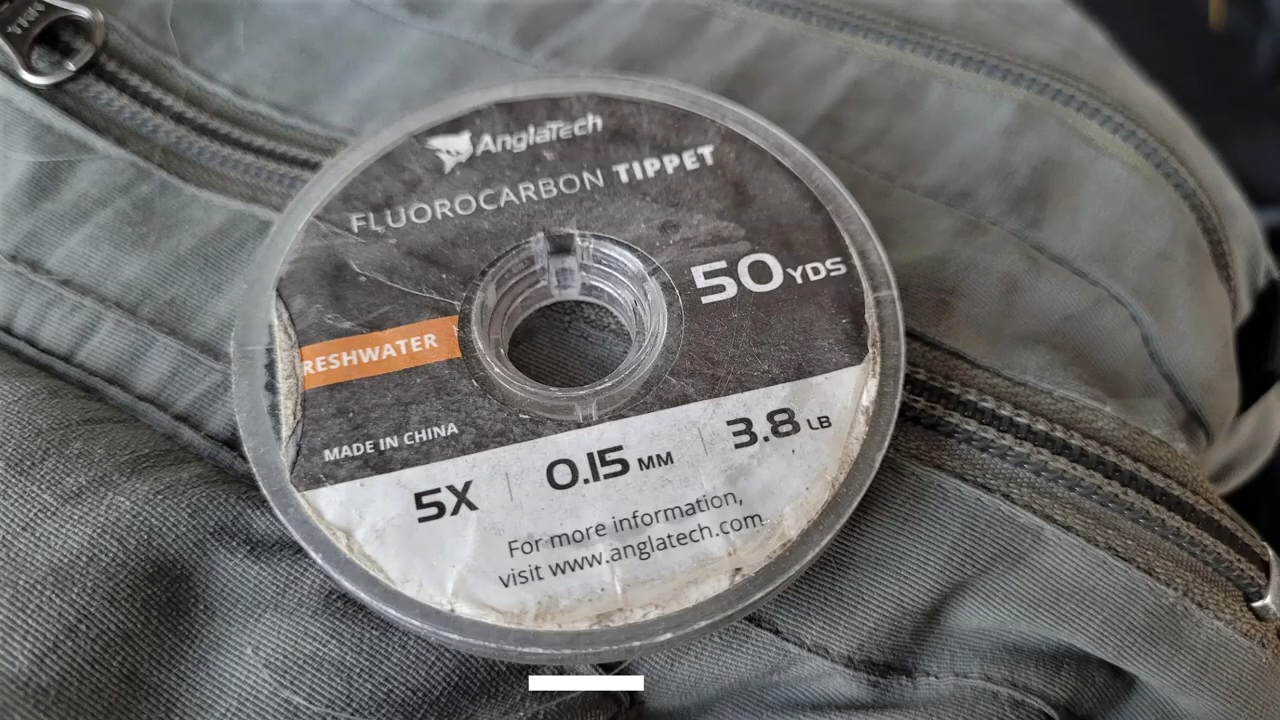 AnglaTech
FLUOROCARBON TIPPET
50 YDS
RESHWATER
MADE IN CHINA
5X | 0.15 MM | 3.8 LB
For more information,
visit www.anglatech.com